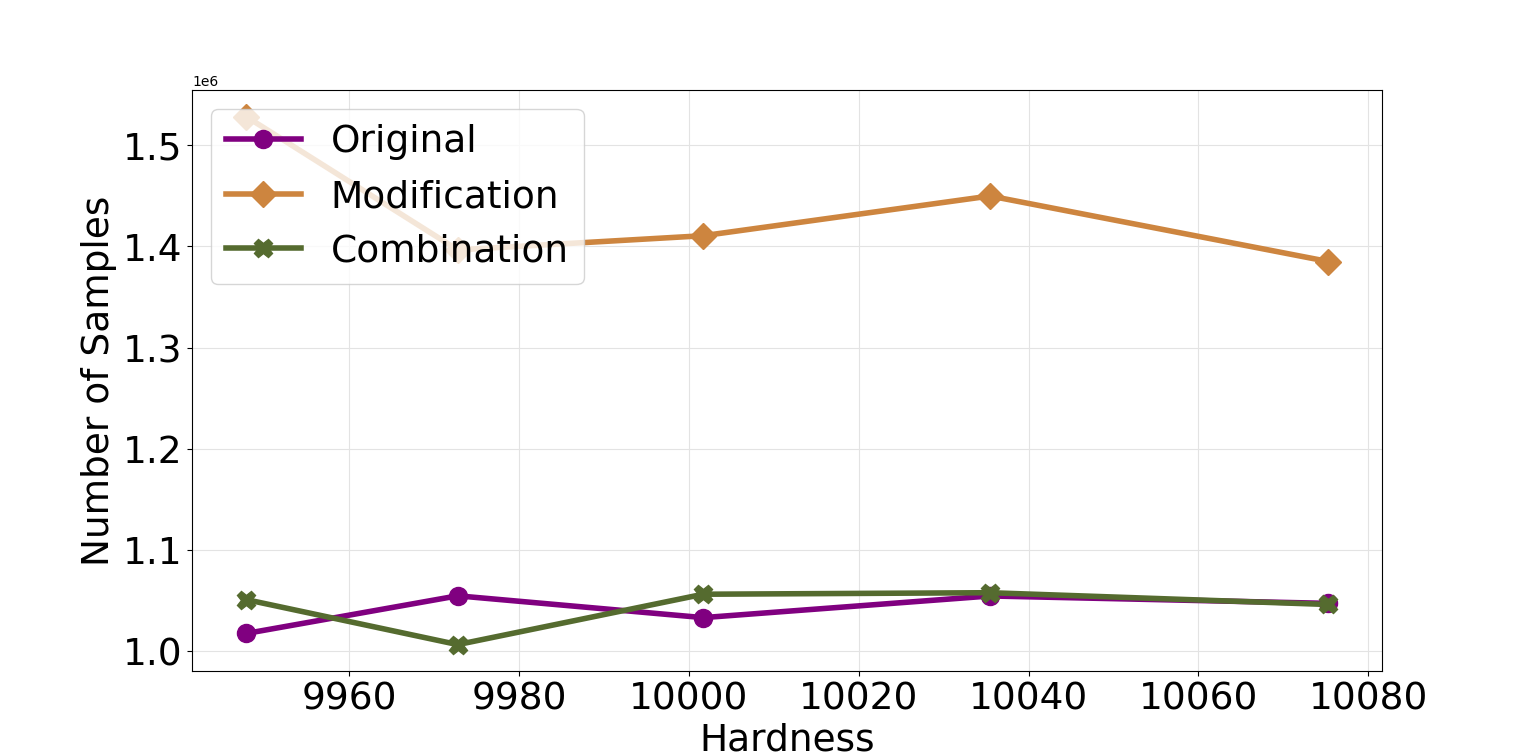 1e6
Original
Modification
Combination
1.5
1.4
1.3
1.2
1.1
1.0
Number of Samples
9960 9980 10000 10020 10040 10060 10080
Hardness